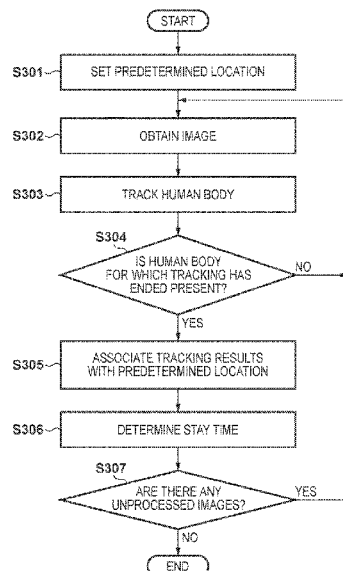 START
S301
SET PREDETERMINED LOCATION
S302
OBTAIN IMAGE
S303
TRACK HUMAN BODY
S304
IS HUMAN BODY
FOR WHICH TRACKING HAS
ENDED PRESENT?
NO
YES
S305
ASSOCIATE TRACKING RESULTS
WITH PREDETERMINED LOCATION
S306
DETERMINE STAY TIME
S307
ARE THERE ANY
UNPROCESSED IMAGES?
YES
NO
END